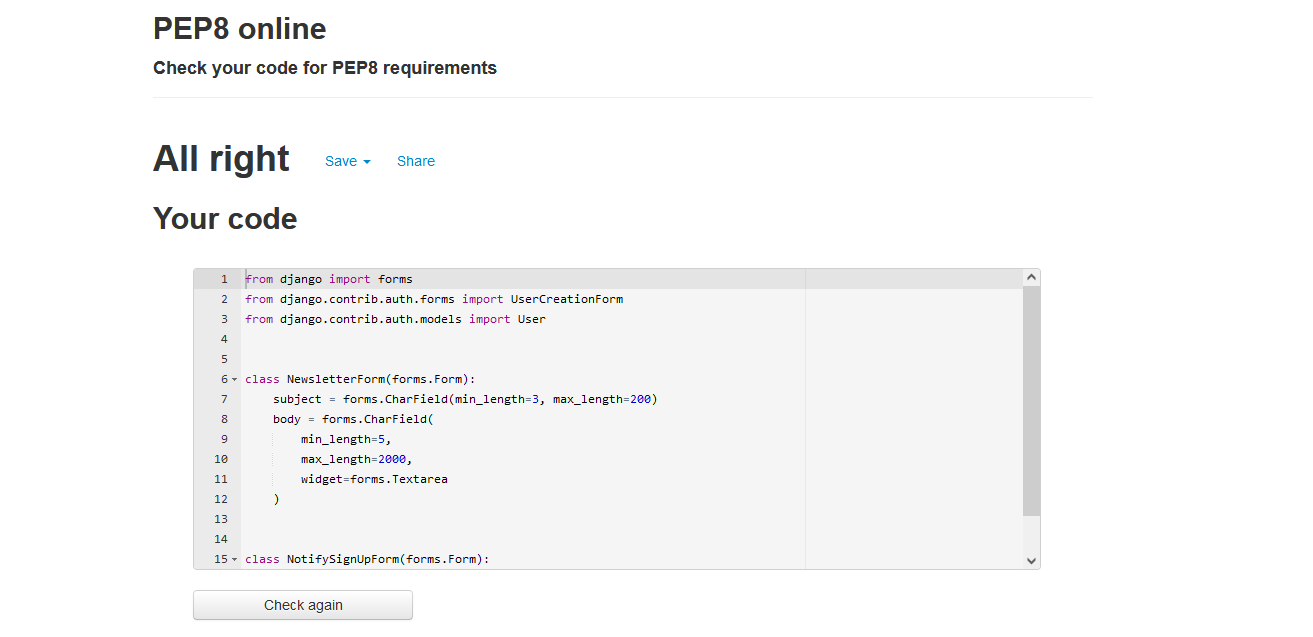 PEP8 online
Check your code for PEP8 requirements
All right Save Share
Your code
1 from django import forms
2 from django.contrib.auth.forms import UserCreationForm
3 from django.contrib.auth.models import User
4
5
6 class NewsletterForm(forms.Form):
7     subject = forms.CharField(min_length=3, max_length=200)
8     body = forms.CharField(
9         min_length=5,
10         max_length=2000,
11         widget=forms.Textarea
12     )
13
14
15 class NotifySignUpForm(forms.Form):
Check again